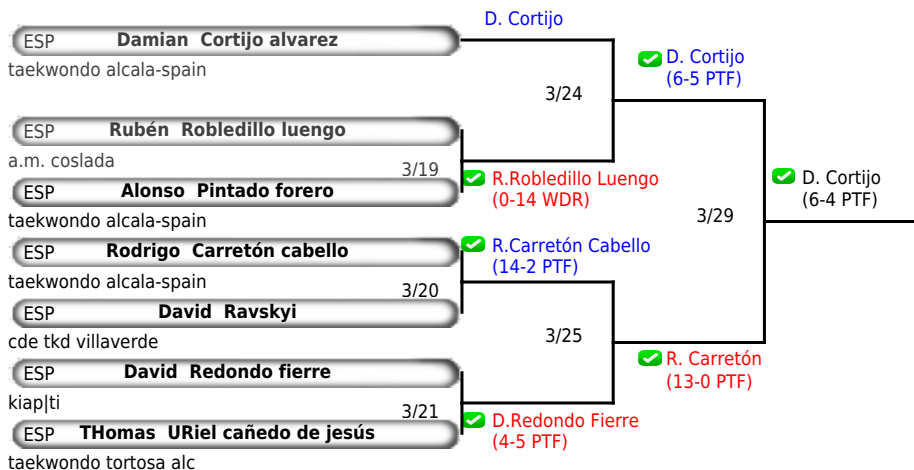 D. Cortijo
ESP Damian Cortijo alvarez
taekwondo alcala-spain
D. Cortijo
(6-5 PTF)
3/24
ESP Rubén Robledillo luengo
a.m. coslada
3/19
R.Robledillo Luengo
(0-14 WDR)
ESP Alonso Pintado forero
taekwondo alcala-spain
D. Cortijo
(6-4 PTF)
3/29
ESP Rodrigo Carretón cabello
taekwondo alcala-spain
R.Carretón Cabello
(14-2 PTF)
3/20
ESP David Ravskyi
cde tkd villaverde
3/25
R. Carretón
(13-0 PTF)
ESP David Redondo fierre
kiap|ti
3/21
D.Redondo Fierre
(4-5 PTF)
ESP THomas URiel cañedo de jesús
taekwondo tortosa alc